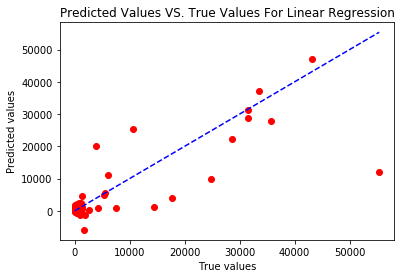 Predicted Values VS. True Values For Linear Regression
50000
40000
30000
20000
10000
0
Predicted values
0 10000 20000 30000 40000 50000
True values